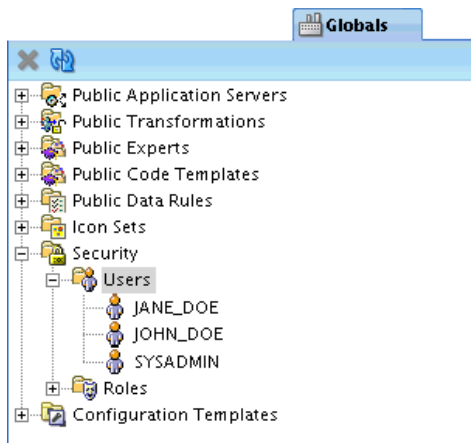 Globals
Public Application Servers
Public Transformations
Public Experts
Public Code Templates
Public Data Rules
Icon Sets
Security
Users
JANE_DOE
JOHN_DOE
SYSADMIN
Roles
Configuration Templates